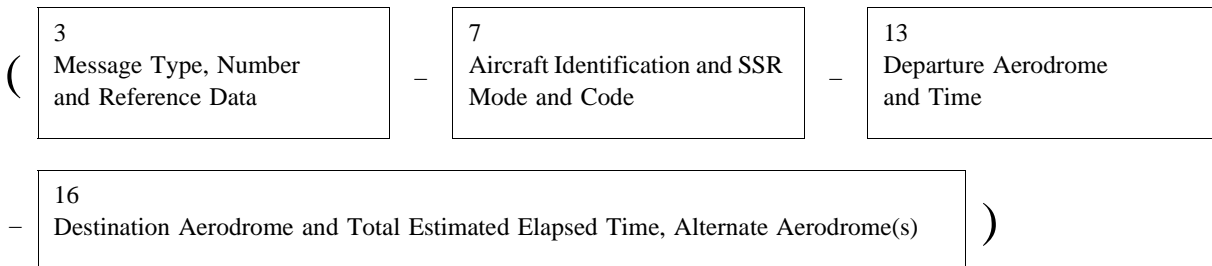 (
3
Message Type, Number
and Reference Data
–
7
Aircraft Identification and SSR
Mode and Code
–
13
Departure Aerodrome
and Time
–
16
Destination Aerodrome and Total Estimated Elapsed Time, Alternate Aerodrome(s)
)